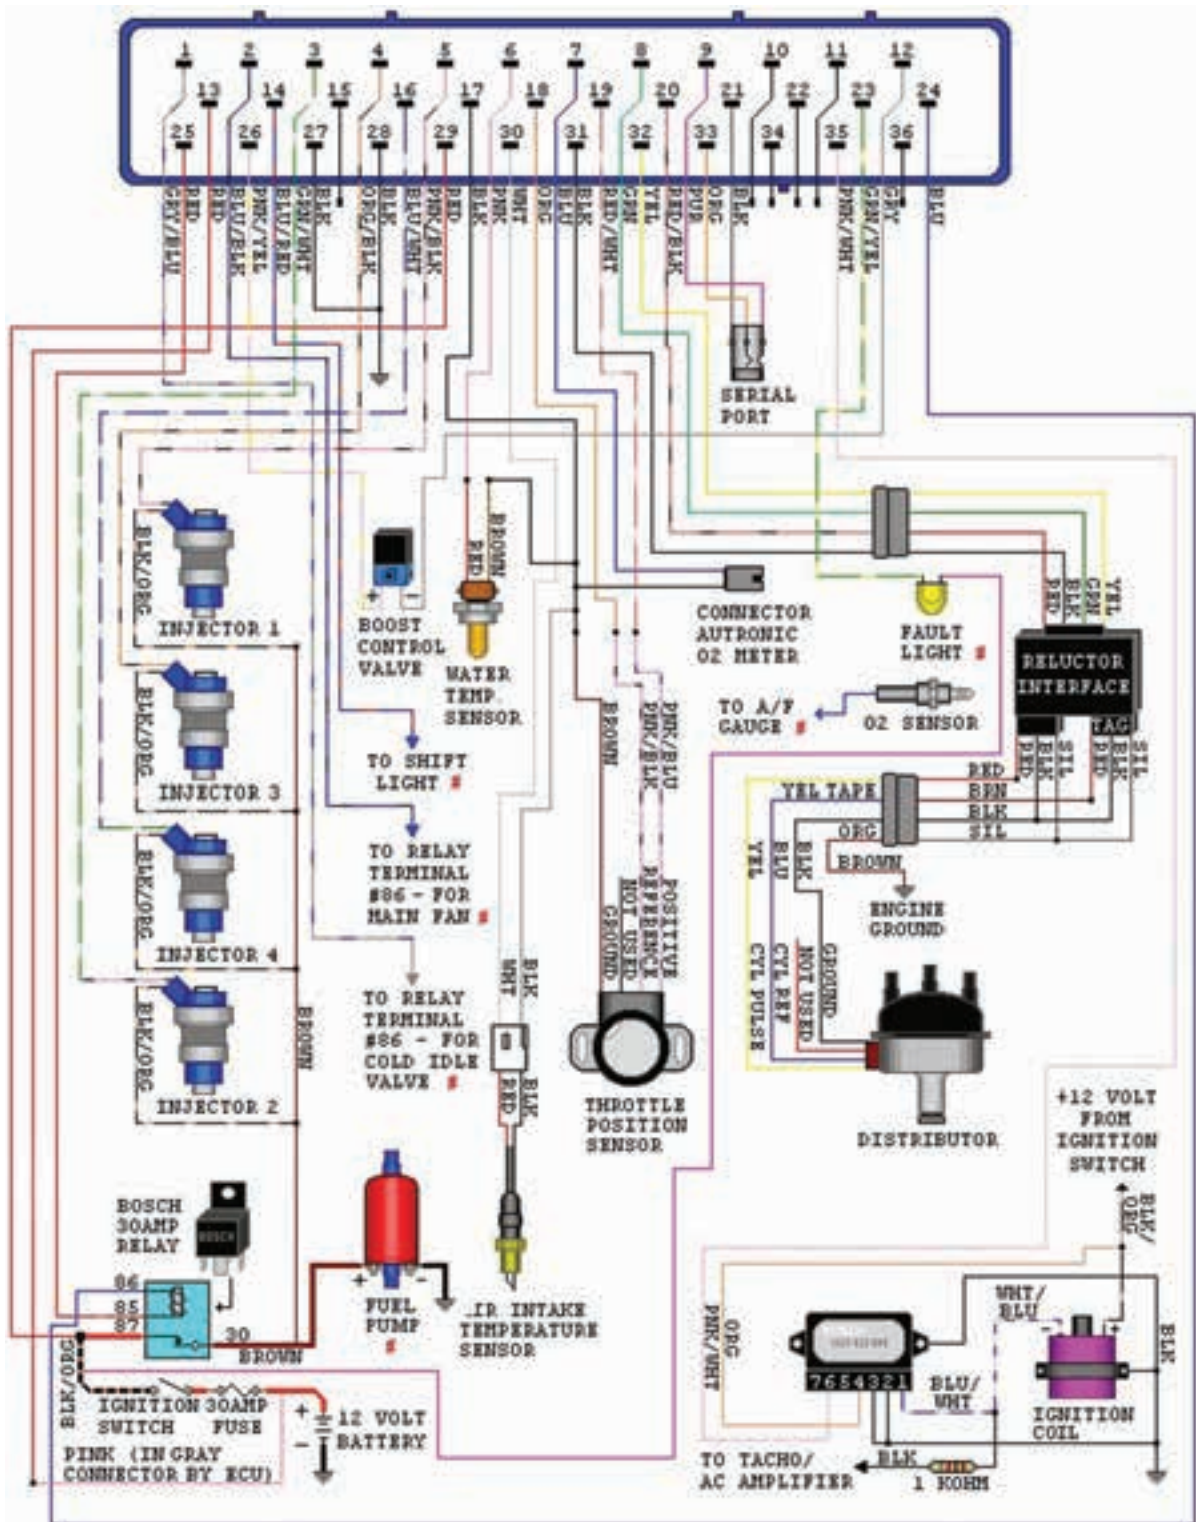 1 2 3 4 5 6 7 8 9 10 11 12
13 14 15 16 17 18 19 20 21 22 23 24
25 26 27 28 29 30 31 32 33 34 35 36
GRY/BLU
RED
RED
BLU/BLK
PNK/YEL
BLU/RED
GRN/WHT
BLK
ORG/BLK
BLK
BLU/WHT
PNK/BLK
RED
BLK
PNK
WHT
ORG
BLU
BLK
RED/WHT
GRN
YEL
RED/BLK
PUR
ORG
BLK
PNK/WHT
GRN/YEL
GRY
BLU
SERIAL
PORT
BLK/ORG
INJECTOR 1
BLK/ORG
INJECTOR 3
BLK/ORG
INJECTOR 4
BLK/ORG
INJECTOR 2
BROWN
+ -
BOOST
CONTROL
VALVE
RED
BROWN
WATER
TEMP.
SENSOR
CONNECTOR
AUTRONIC
O2 METER
FAULT
LIGHT #
RED
BLK
GRN
YEL
RELUCTOR
INTERFACE
TAG
RED
BLK
SIL
RED
BLK
SIL
TO A/F
GAUGE #
O2 SENSOR
TO SHIFT
LIGHT #
TO RELAY
TERMINAL
#86 - FOR
MAIN FAN #
TO RELAY
TERMINAL
#86 - FOR
COLD IDLE
VALVE #
BROWN
PNK/BLK
PNK/BLU
GROUND
NOT USED
REFERENCE
POSITIVE
THROTTLE
POSITION
SENSOR
YEL TAPE
RED
BRN
BLK
SIL
ORG
BROWN
ENGINE
GROUND
YEL
BLU
BLK
CYL PULSE
CYL REF
NOT USED
GROUND
DISTRIBUTOR
WHT
BLK
RED
BLK
IR INTAKE
TEMPERATURE
SENSOR
+12 VOLT
FROM
IGNITION
SWITCH
BLK/
ORG
BOSCH
30AMP
RELAY
BOSCH
86
85
87
30
BROWN
+ -
FUEL
PUMP
#
BLK/ORG
IGNITION
SWITCH
30AMP
FUSE
+
-
12 VOLT
BATTERY
PINK (IN GRAY
CONNECTOR BY ECU)
PNK/WHT
ORG
7654321
WHT/
BLU
- +
BLK
BLU/
WHT
IGNITION
COIL
TO TACHO/
AC AMPLIFIER
BLK
1 KOHM